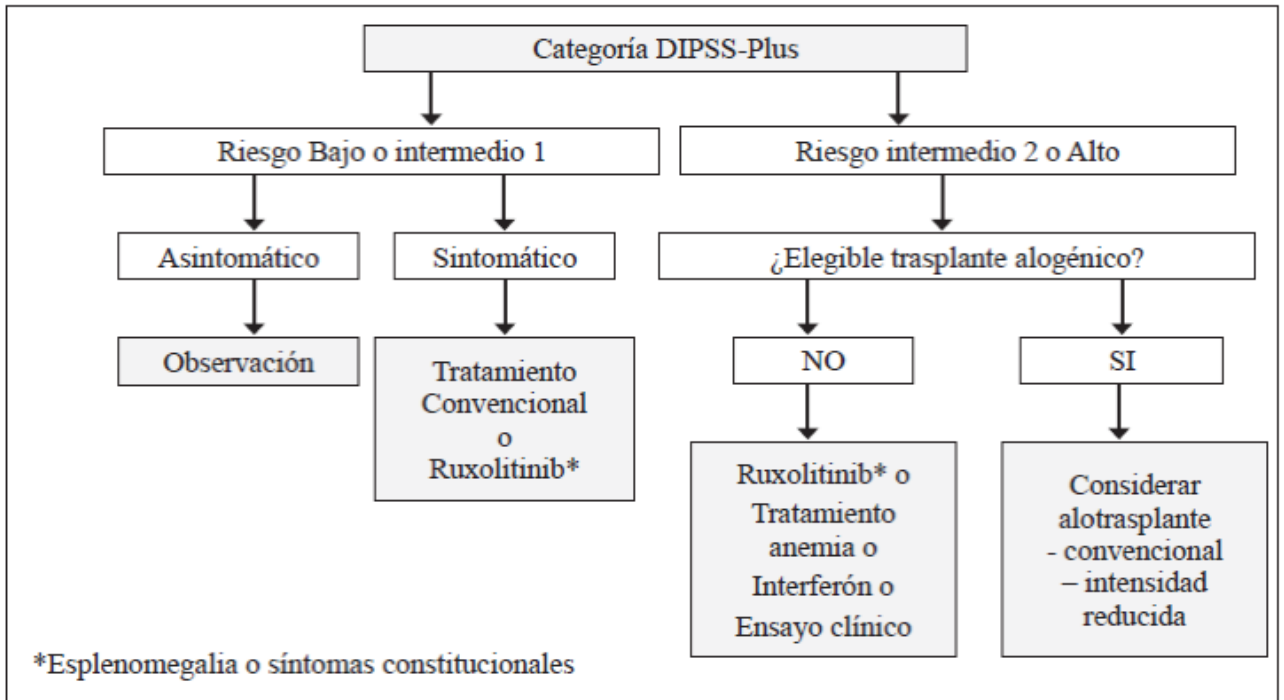 Categoría DIPSS-Plus
Riesgo Bajo o intermedio 1
Riesgo intermedio 2 o Alto
Asintomático
Sintomático
¿Elegible trasplante alogénico?
Observación
Tratamiento
Convencional
o
Ruxolitinib*
NO
SI
Ruxolitinib* o
Tratamiento
anemia o
Interferón o
Ensayo clínico
Considerar
alotrasplante
- convencional
– intensidad
reducida
*Esplenomegalia o síntomas constitucionales